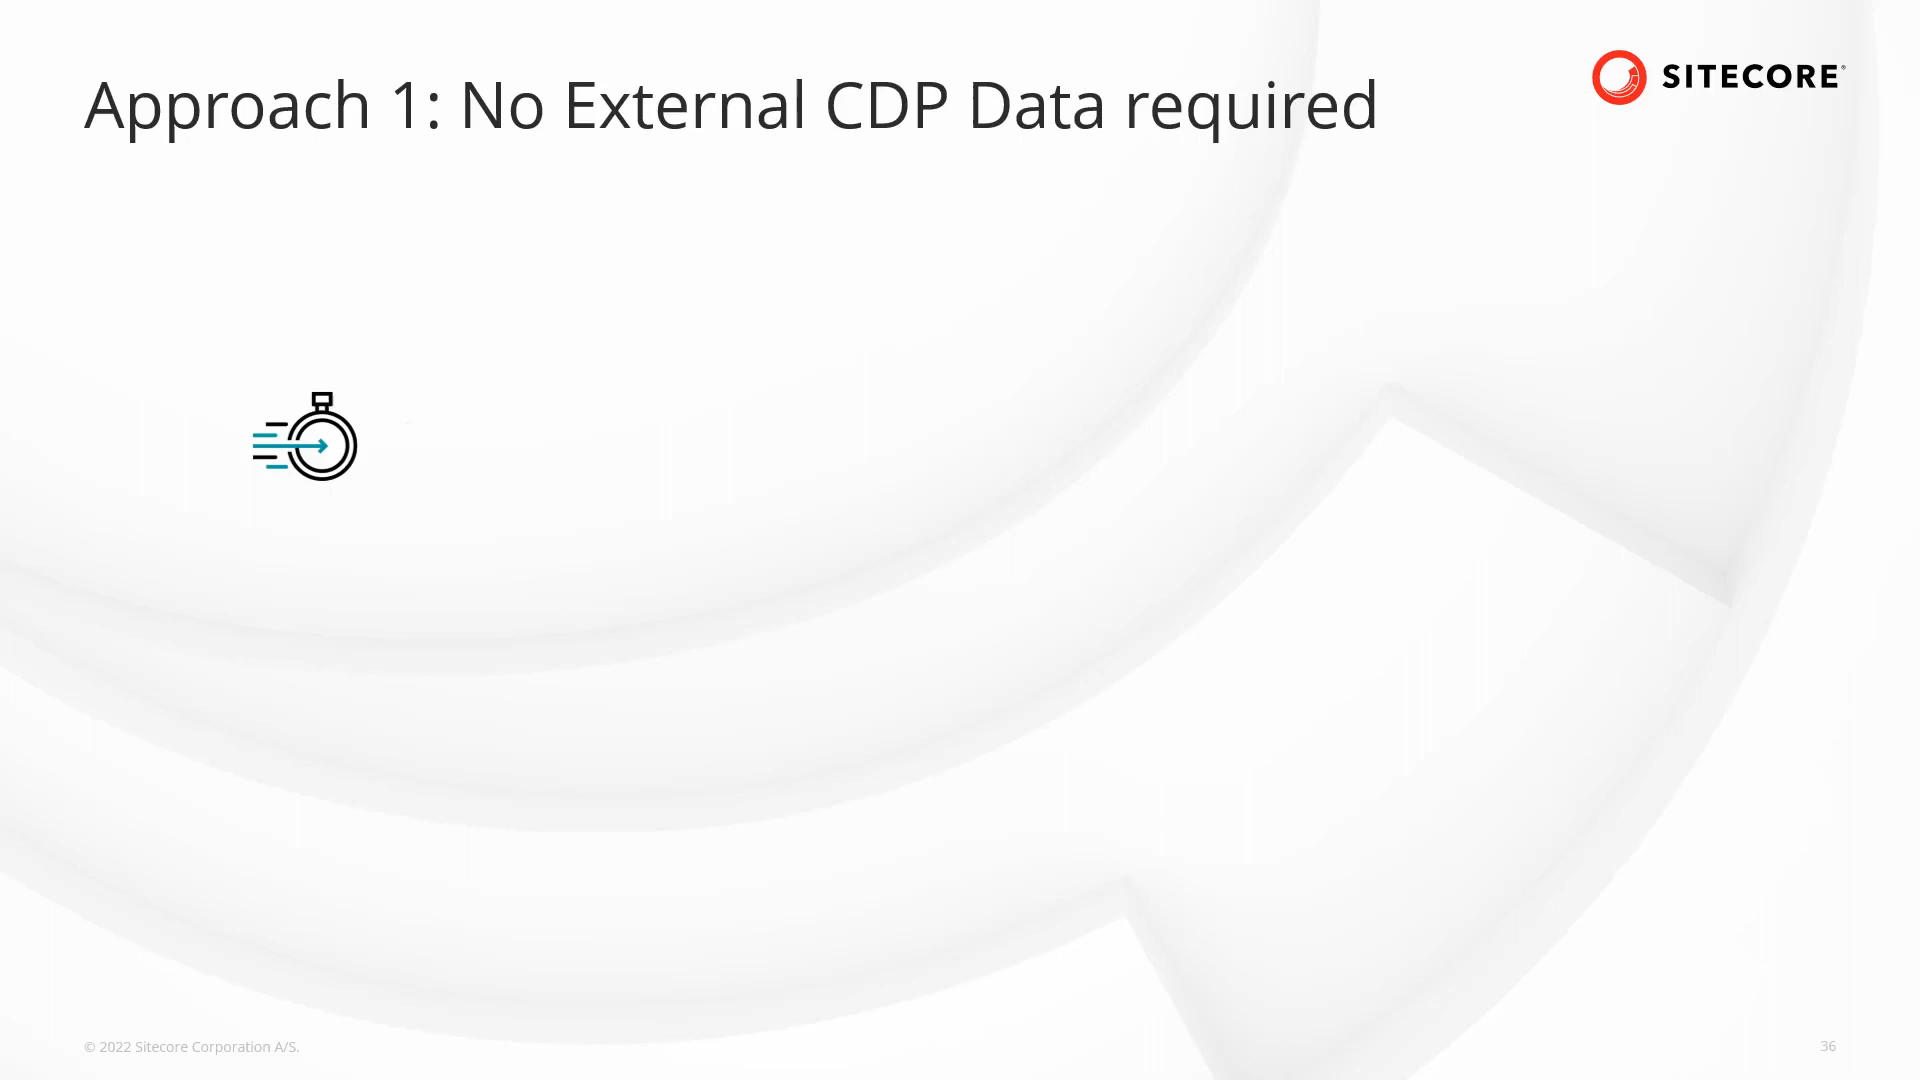 Approach 1: No External CDP Data required
SITECORE®
© 2022 Sitecore Corporation A/S.
36